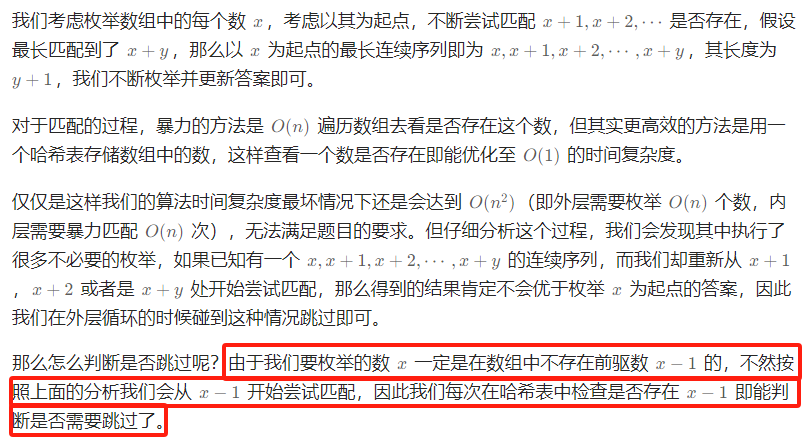 我们考虑枚举数组中的每个数 x，考虑以其为起点，不断尝试匹配 x+1,x+2,⋯ 是否存在，假设
最长匹配到了 x+y，那么以 x 为起点的最长连续序列即为 x,x+1,x+2,⋯,x+y，其长度为
y+1，我们不断枚举并更新答案即可。
对于匹配的过程，暴力的方法是 O(n) 遍历数组去看是否存在这个数，但其实更高效的方法是用一
个哈希表存储数组中的数，这样查看一个数是否存在即能优化至 O(1) 的时间复杂度。
仅仅是这样我们的算法时间复杂度最坏情况下还是会达到 O(n²)（即外层需要枚举 O(n) 个数，内
层需要暴力匹配 O(n) 次），无法满足题目的要求。但仔细分析这个过程，我们会发现其中执行了
很多不必要的枚举，如果已知有一个 x,x+1,x+2,⋯,x+y 的连续序列，而我们却重新从 x+1
，x+2 或者是 x+y 处开始尝试匹配，那么得到的结果肯定不会优于枚举 x 为起点的答案，因此
我们在外层循环的时候碰到这种情况跳过即可。
那么怎么判断是否跳过呢？由于我们要枚举的数 x 一定是在数组中不存在前驱数 x−1 的，不然按
照上面的分析我们会从 x−1 开始尝试匹配，因此我们每次在哈希表中检查是否存在 x−1 即能判
断是否需要跳过了。